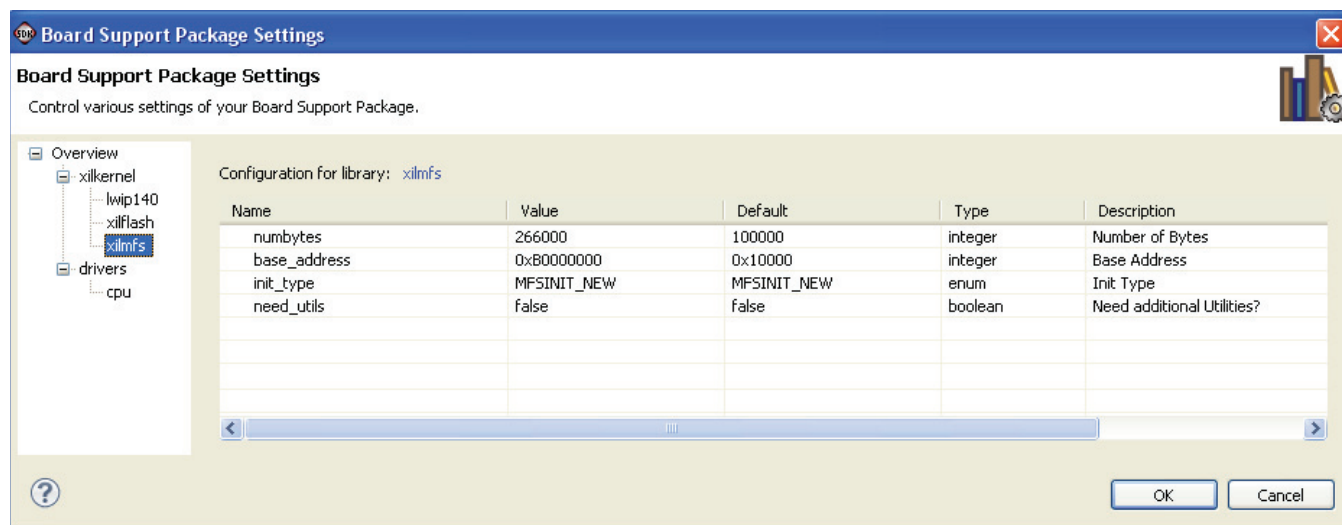 SDK Board Support Package Settings
Board Support Package Settings
Control various settings of your Board Support Package.
Overview
xilkernel
lwip140
xilflash
xilmfs
drivers
cpu
Configuration for library: xilmfs
Name Value Default Type Description
numbytes 266000 100000 integer Number of Bytes
base_address 0xB0000000 0x10000 integer Base Address
init_type MFSINIT_NEW MFSINIT_NEW enum Init Type
need_utils false false boolean Need additional Utilities?
?
OK Cancel